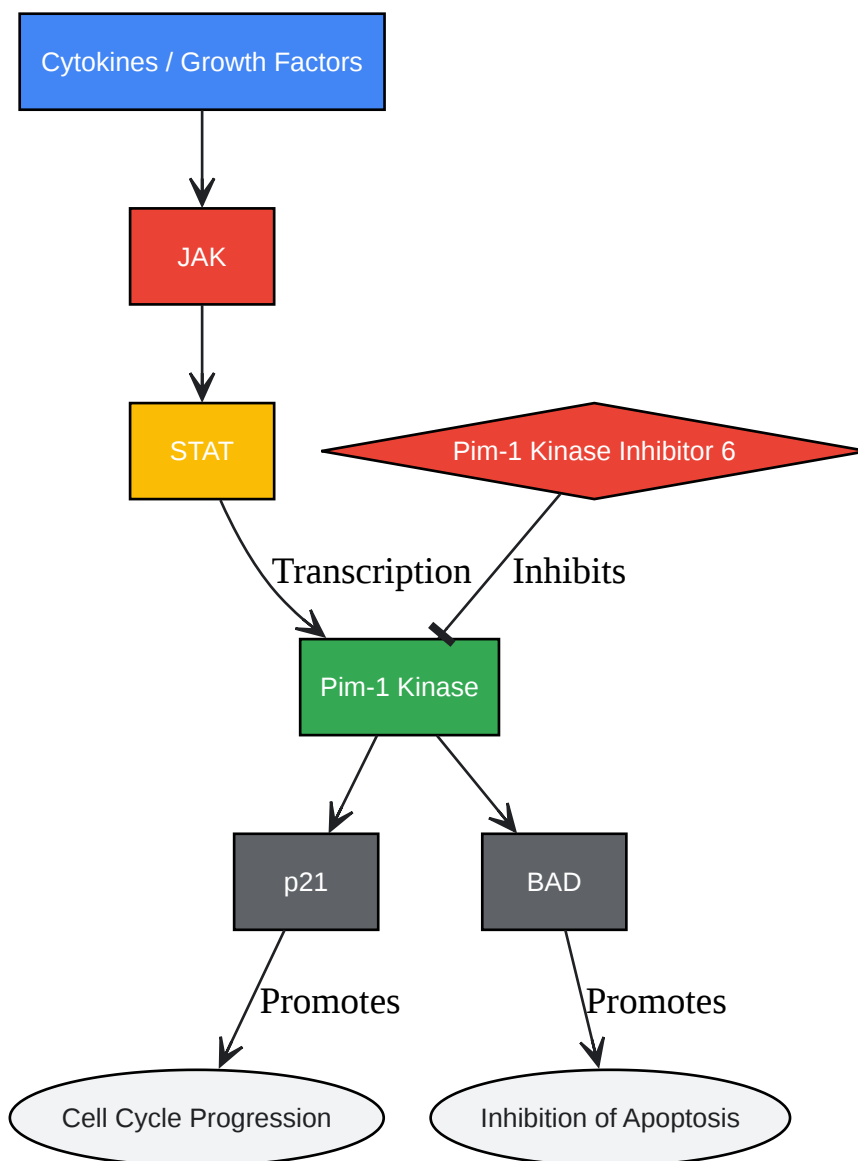 Cytokines / Growth Factors
JAK
STAT
Pim-1 Kinase Inhibitor 6
Transcription
Inhibits
Pim-1 Kinase
p21
BAD
Promotes
Promotes
Cell Cycle Progression
Inhibition of Apoptosis